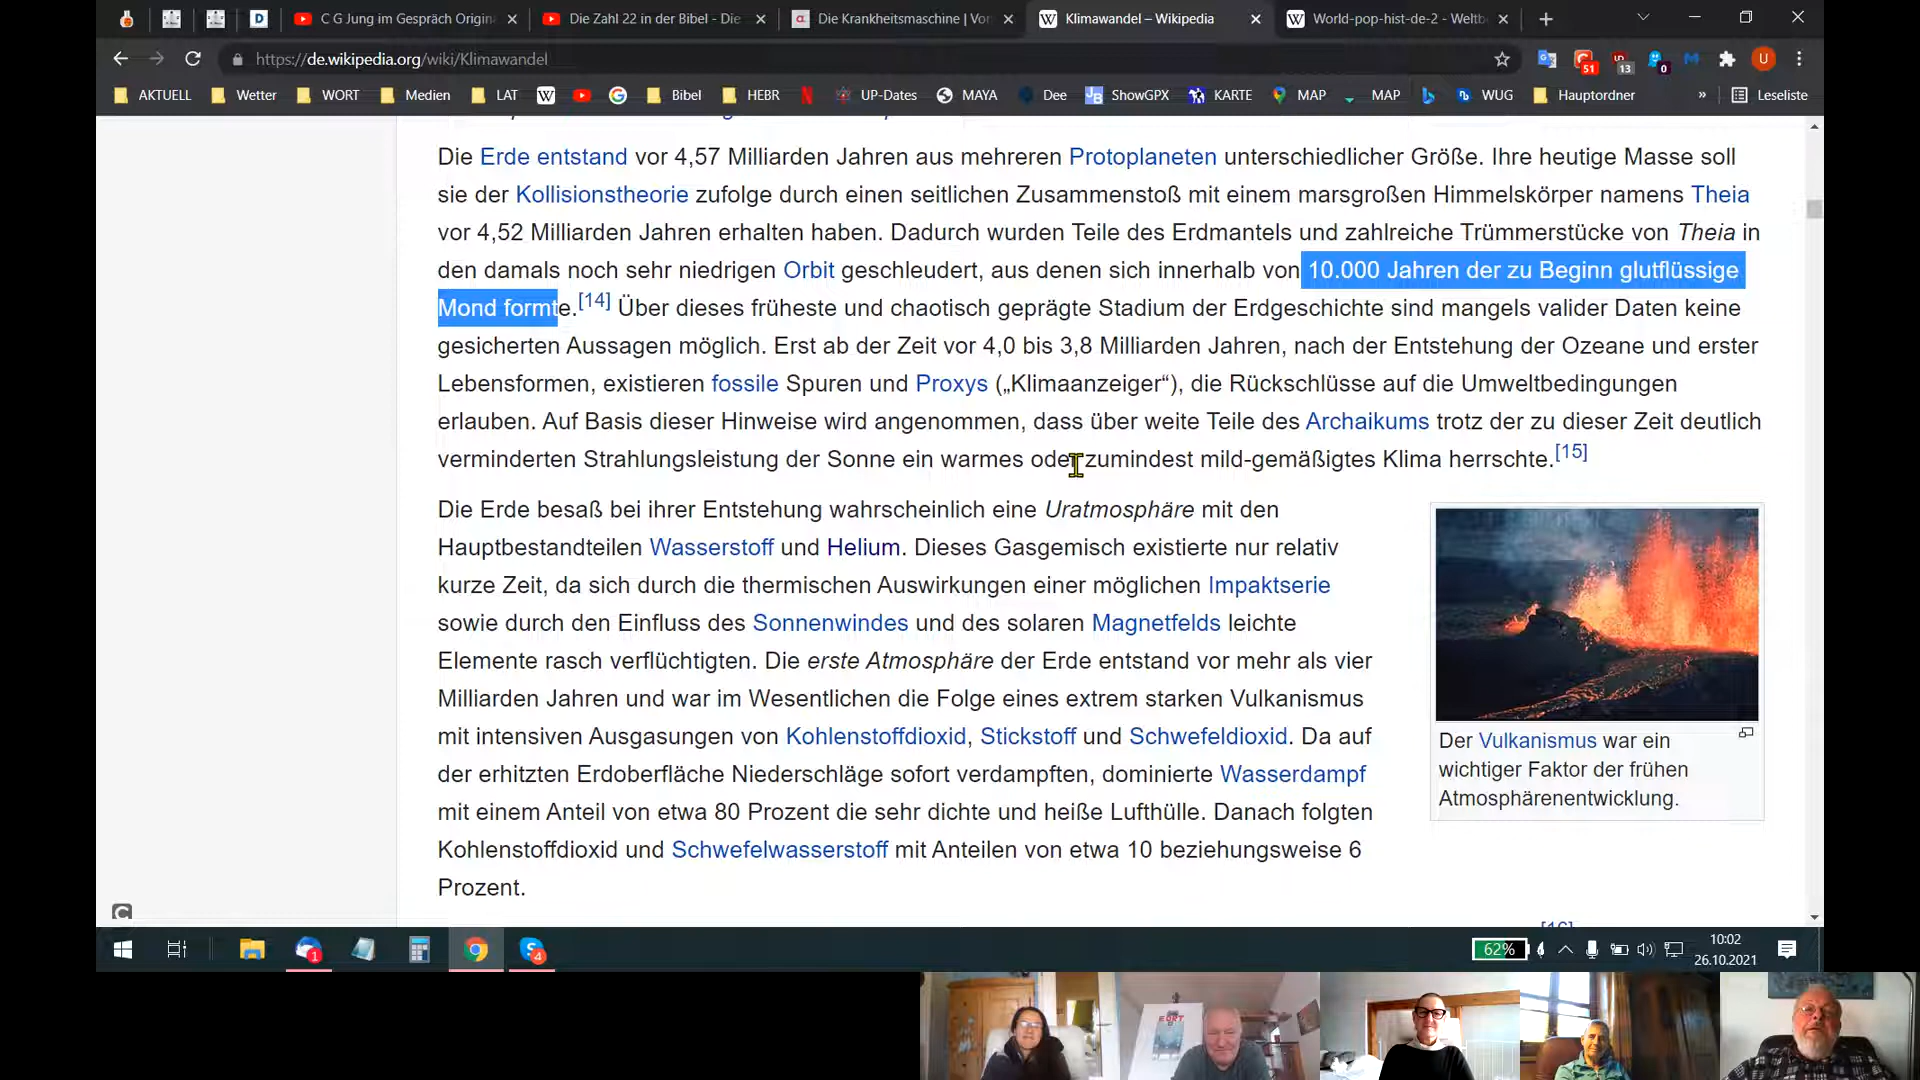 C G Jung im Gespräch Origin
Die Zahl 22 in der Bibel - Die
Die Krankheitsmaschine | Vor
Klimawandel – Wikipedia
World-pop-hist-de-2 - Weltb
https://de.wikipedia.org/wiki/Klimawandel
51
13
0
U
AKTUELL
Wetter
WORT
Medien
LAT
Bibel
HEBR
UP-Dates
MAYA
Dee
ShowGPX
KARTE
MAP
MAP
WUG
Hauptordner
»
Leseliste
Die Erde entstand vor 4,57 Milliarden Jahren aus mehreren Protoplaneten unterschiedlicher Größe. Ihre heutige Masse soll
sie der Kollisionstheorie zufolge durch einen seitlichen Zusammenstoß mit einem marsgroßen Himmelskörper namens Theia
vor 4,52 Milliarden Jahren erhalten haben. Dadurch wurden Teile des Erdmantels und zahlreiche Trümmerstücke von Theia in
den damals noch sehr niedrigen Orbit geschleudert, aus denen sich innerhalb von 10.000 Jahren der zu Beginn glutflüssige
Mond formte.[14] Über dieses früheste und chaotisch geprägte Stadium der Erdgeschichte sind mangels valider Daten keine
gesicherten Aussagen möglich. Erst ab der Zeit vor 4,0 bis 3,8 Milliarden Jahren, nach der Entstehung der Ozeane und erster
Lebensformen, existieren fossile Spuren und Proxys („Klimaanzeiger“), die Rückschlüsse auf die Umweltbedingungen
erlauben. Auf Basis dieser Hinweise wird angenommen, dass über weite Teile des Archaikums trotz der zu dieser Zeit deutlich
verminderten Strahlungsleistung der Sonne ein warmes oder zumindest mild-gemäßigtes Klima herrschte.[15]
Die Erde besaß bei ihrer Entstehung wahrscheinlich eine Uratmosphäre mit den
Hauptbestandteilen Wasserstoff und Helium. Dieses Gasgemisch existierte nur relativ
kurze Zeit, da sich durch die thermischen Auswirkungen einer möglichen Impaktserie
sowie durch den Einfluss des Sonnenwindes und des solaren Magnetfelds leichte
Elemente rasch verflüchtigten. Die erste Atmosphäre der Erde entstand vor mehr als vier
Milliarden Jahren und war im Wesentlichen die Folge eines extrem starken Vulkanismus
mit intensiven Ausgasungen von Kohlenstoffdioxid, Stickstoff und Schwefeldioxid. Da auf
der erhitzten Erdoberfläche Niederschläge sofort verdampften, dominierte Wasserdampf
mit einem Anteil von etwa 80 Prozent die sehr dichte und heiße Lufthülle. Danach folgten
Kohlenstoffdioxid und Schwefelwasserstoff mit Anteilen von etwa 10 beziehungsweise 6
Prozent.
Der Vulkanismus war ein
wichtiger Faktor der frühen
Atmosphärenentwicklung.
1
4
62%
10:02
26.10.2021